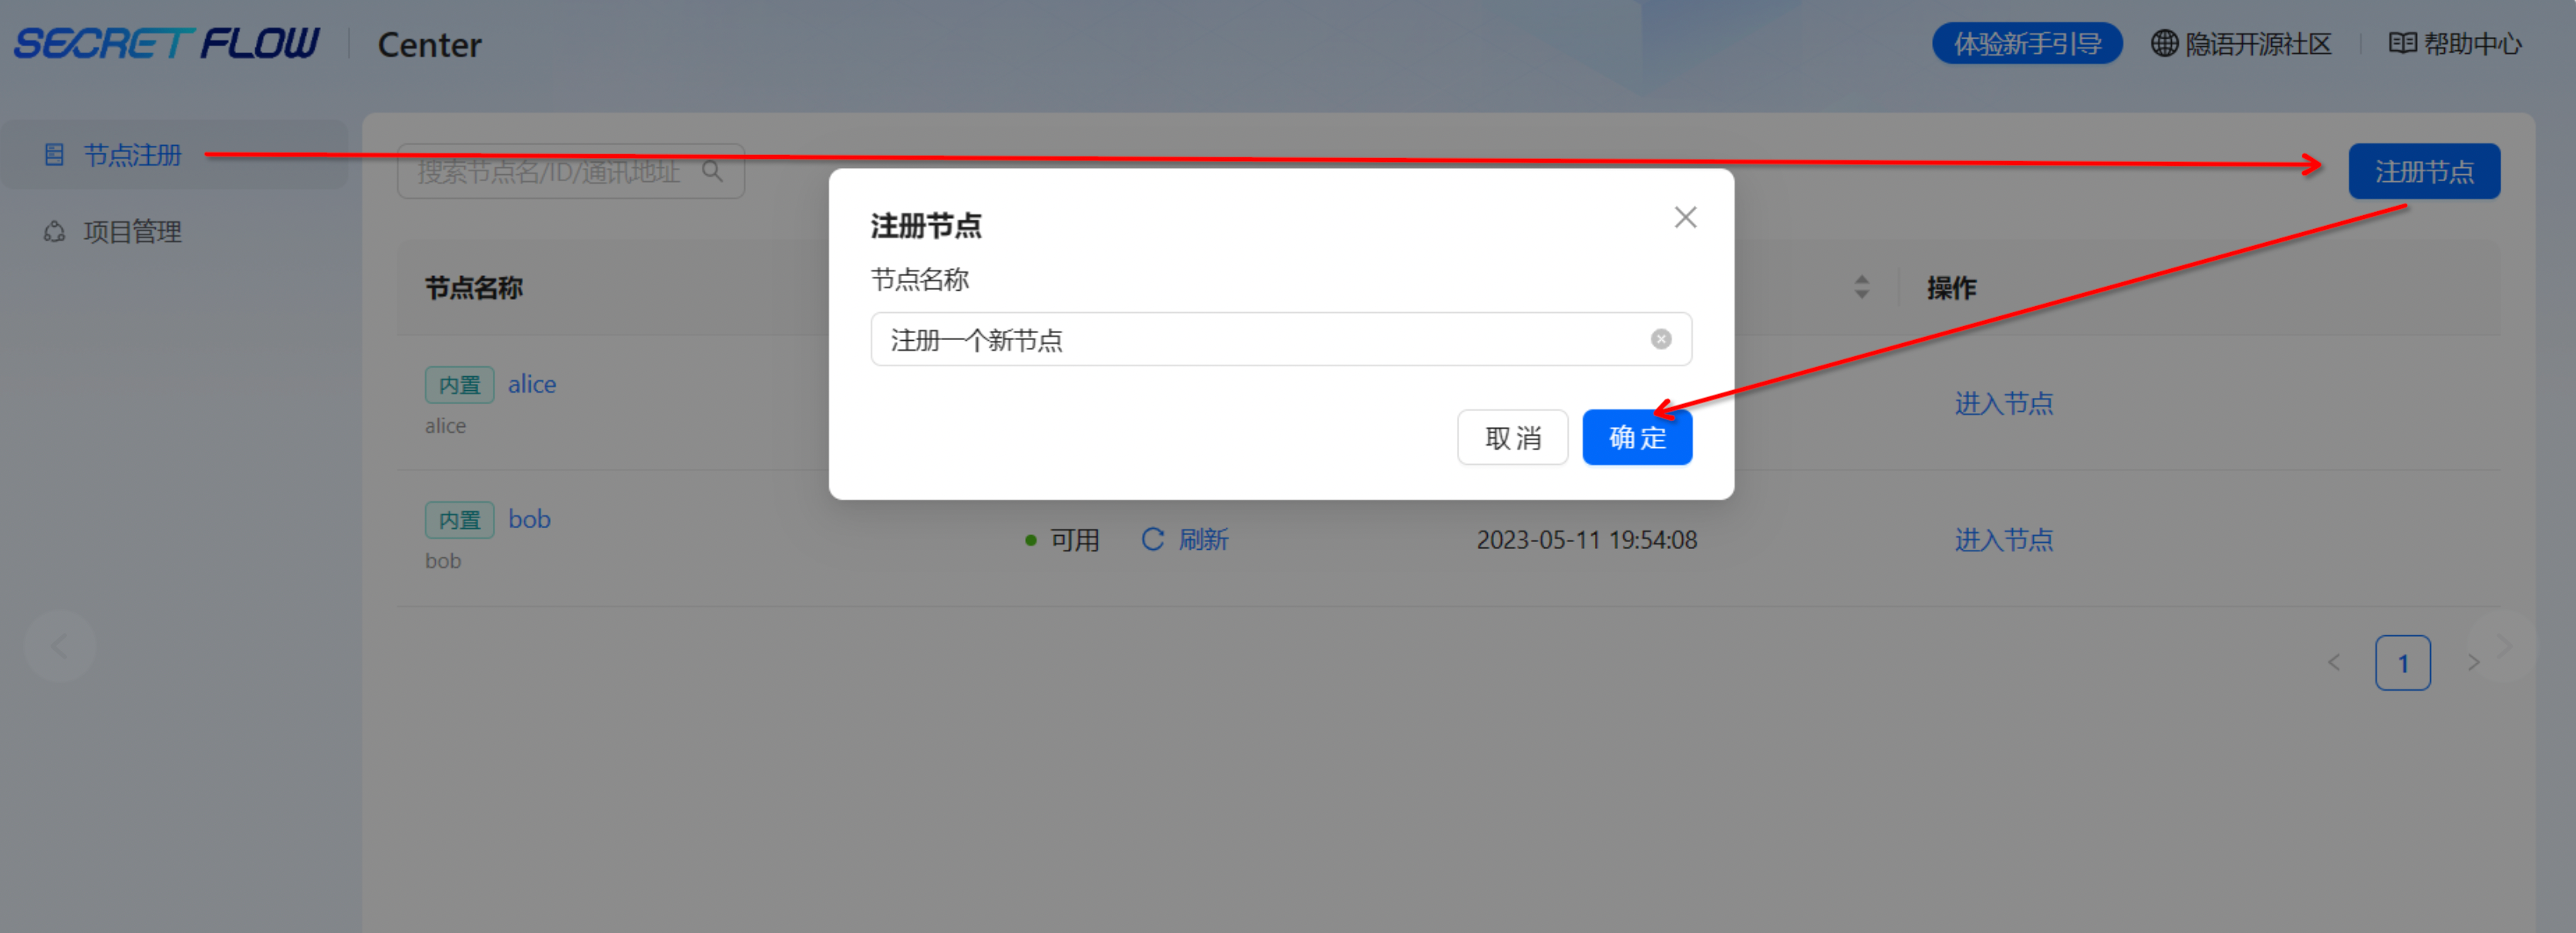 SECRET FLOW Center 体验新手引导 隐语开源社区 帮助中心
节点注册
项目管理
搜索节点名/ID/通讯地址 注册节点
注册节点
节点名称
注册一个新节点
取消 确定
节点名称 操作
内置 alice
alice
进入节点
内置 bob
bob
可用 刷新 2023-05-11 19:54:08 进入节点
1